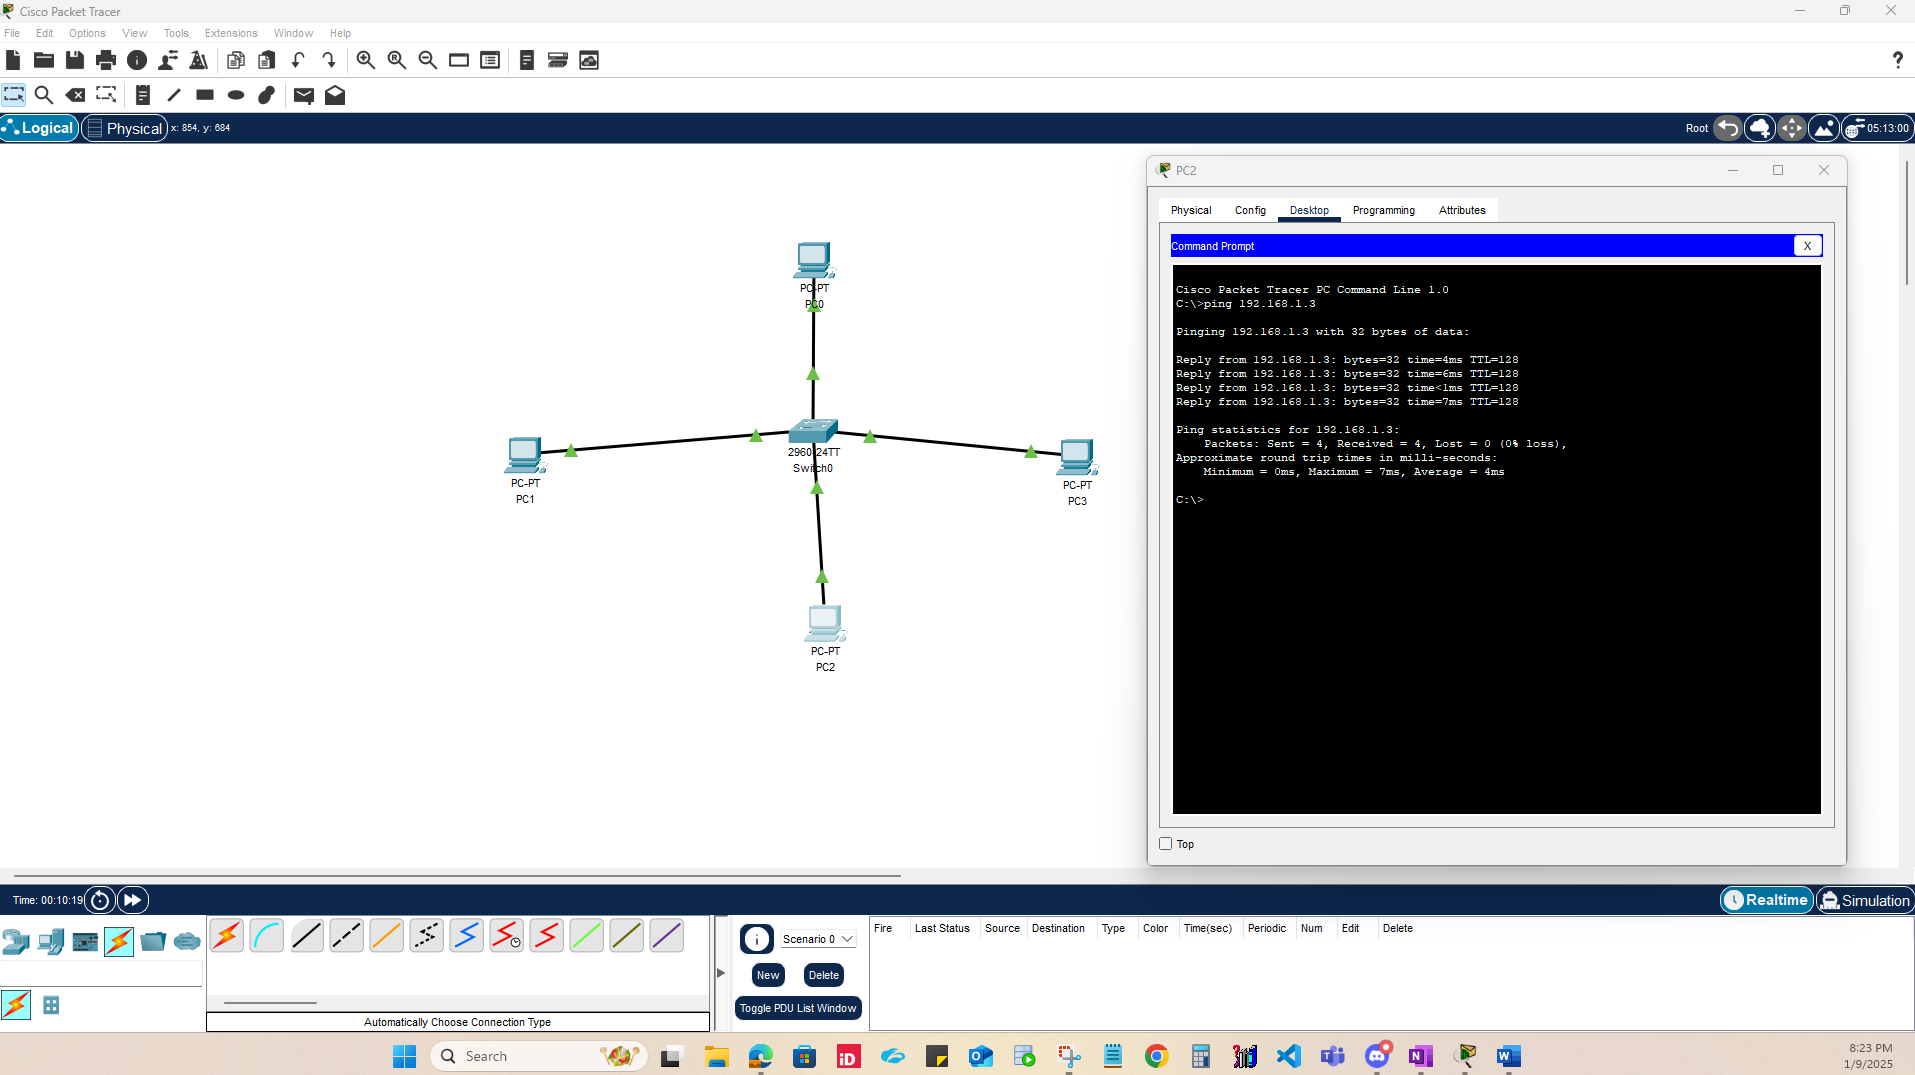 Cisco Packet Tracer
File Edit Options View Tools Extensions Window Help
Logical Physical x: 854, y: 684 Root 05:13:00
PC-PT
PC0
2960-24TT
Switch0
PC-PT
PC1
PC-PT
PC3
PC-PT
PC2
PC2
Physical Config Desktop Programming Attributes
Command Prompt X
Cisco Packet Tracer PC Command Line 1.0
C:\>ping 192.168.1.3
Pinging 192.168.1.3 with 32 bytes of data:
Reply from 192.168.1.3: bytes=32 time=4ms TTL=128
Reply from 192.168.1.3: bytes=32 time=6ms TTL=128
Reply from 192.168.1.3: bytes=32 time<1ms TTL=128
Reply from 192.168.1.3: bytes=32 time=7ms TTL=128
Ping statistics for 192.168.1.3:
Packets: Sent = 4, Received = 4, Lost = 0 (0% loss),
Approximate round trip times in milli-seconds:
Minimum = 0ms, Maximum = 7ms, Average = 4ms
C:\>
Top
Time: 00:10:19 Realtime Simulation
Scenario 0
New Delete
Toggle PDU List Window
Fire Last Status Source Destination Type Color Time(sec) Periodic Num Edit Delete
Automatically Choose Connection Type
Search
8:23 PM
1/9/2025